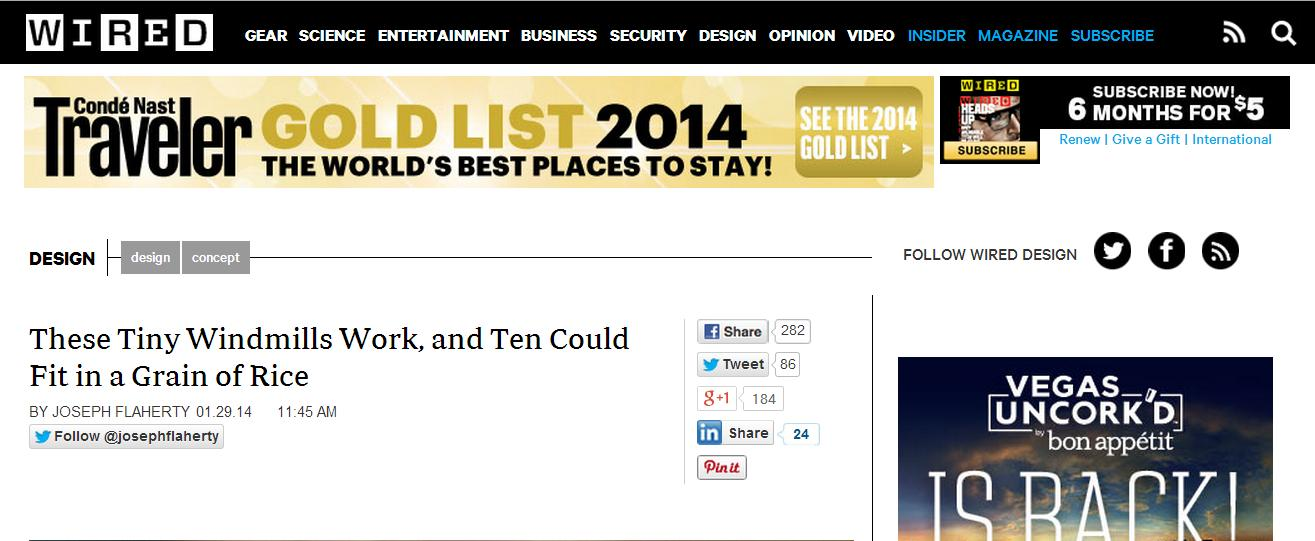 WIRED
GEAR SCIENCE ENTERTAINMENT BUSINESS SECURITY DESIGN OPINION VIDEO INSIDER MAGAZINE SUBSCRIBE
Condé Nast
Traveler
GOLD LIST 2014
THE WORLD'S BEST PLACES TO STAY!
SEE THE 2014
GOLD LIST >
WIRED
WIRED
HEADS
UP
SUBSCRIBE
SUBSCRIBE NOW!
6 MONTHS FOR $5
Renew | Give a Gift | International
DESIGN
design
concept
FOLLOW WIRED DESIGN
These Tiny Windmills Work, and Ten Could
Fit in a Grain of Rice
BY JOSEPH FLAHERTY 01.29.14 11:45 AM
Follow @josephflaherty
Share 282
Tweet 86
g+1 184
in Share 24
Pin it
VEGAS
UNCORK'D
by bon appétit
IS BACK!